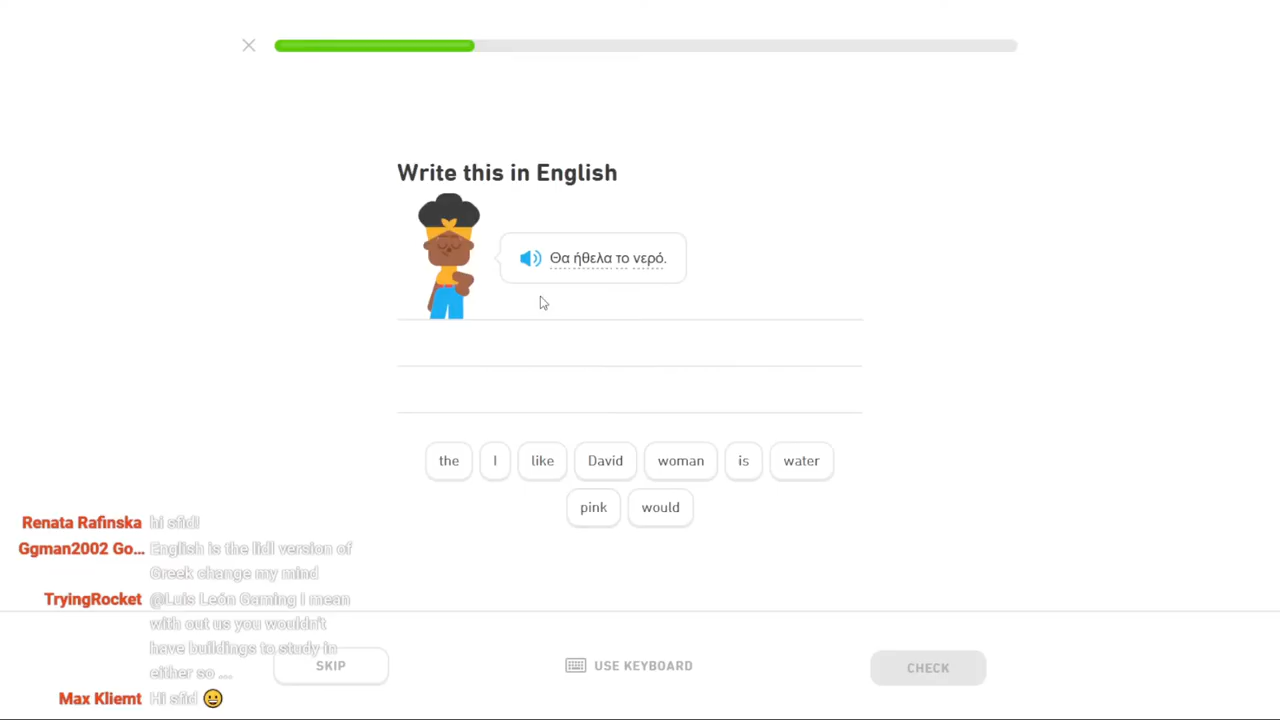 Write this in English
Θα ήθελα το νερό.
the I like David woman is water
pink would
Renata Rafinska hi sfid!
Ggman2002 Go... English is the lidl version of
Greek change my mind
TryingRocket @Luis León Gaming I mean
with out us you wouldn't
have buildings to study in
either so ...
Max Kliemt Hi sfid 😀
SKIP
USE KEYBOARD
CHECK